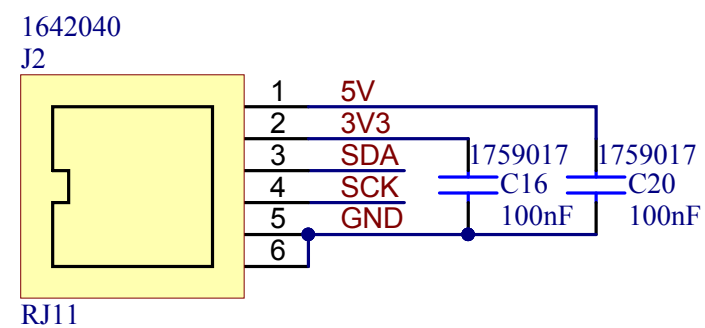 1642040
J2
1 5V
2 3V3
3 SDA
4 SCK
5 GND
6
RJ11
1759017
C16
100nF
1759017
C20
100nF